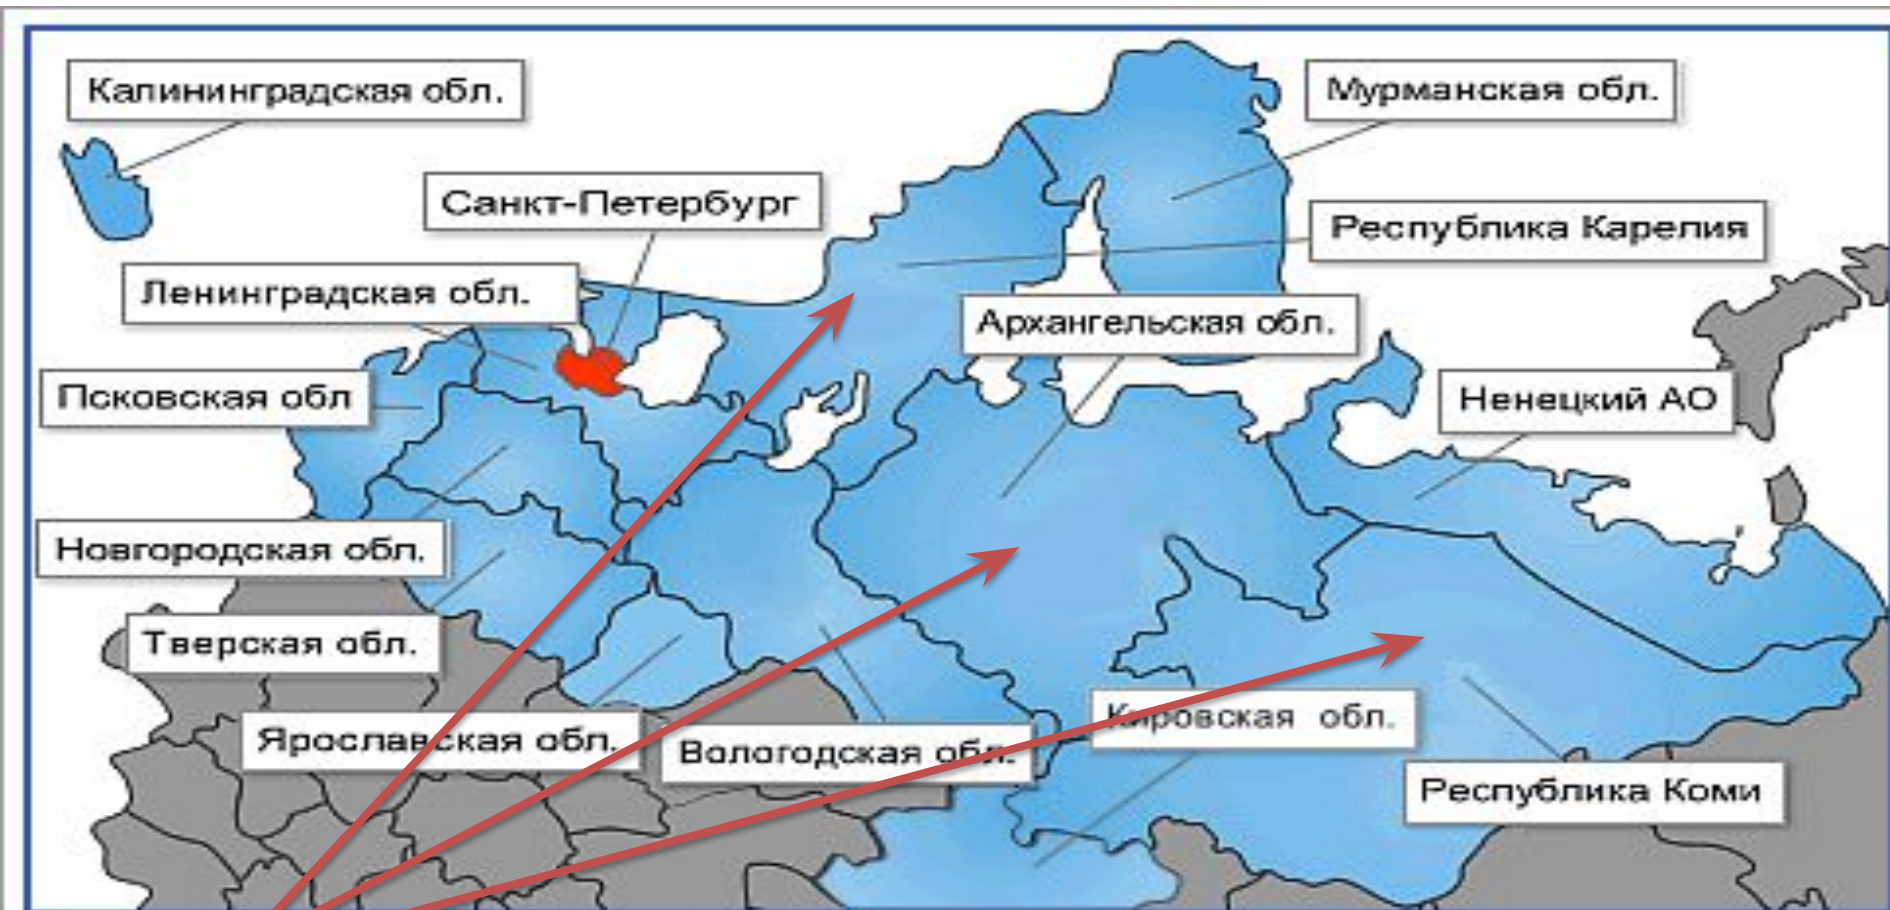 Калининградская обл.
Мурманская обл.
Санкт-Петербург
Республика Карелия
Ленинградская обл.
Архангельская обл.
Псковская обл
Ненецкий АО
Новгородская обл.
Тверская обл.
Ярославская обл.
Вологодская обл.
Кировская обл.
Республика Коми